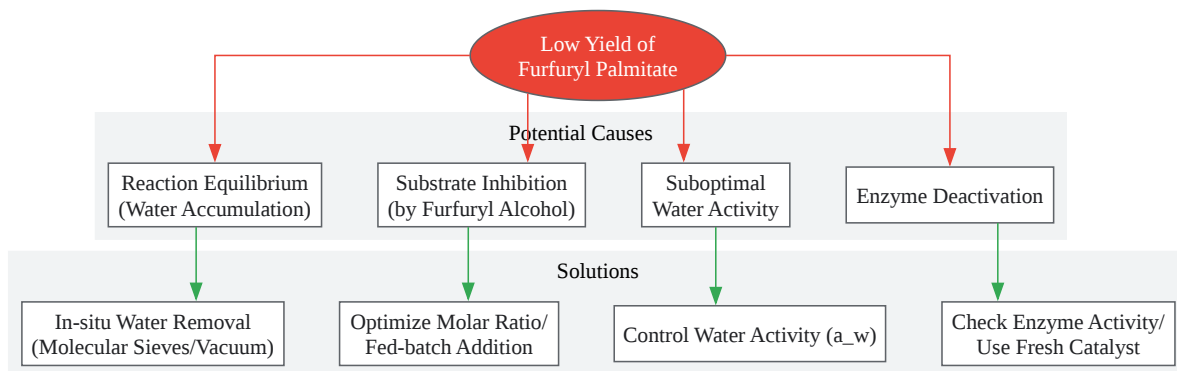 Low Yield of
Furfuryl Palmitate
Potential Causes
Reaction Equilibrium
(Water Accumulation)
Substrate Inhibition
(by Furfuryl Alcohol)
Suboptimal
Water Activity
Enzyme Deactivation
Solutions
In-situ Water Removal
(Molecular Sieves/Vacuum)
Optimize Molar Ratio/
Fed-batch Addition
Control Water Activity (a_w)
Check Enzyme Activity/
Use Fresh Catalyst